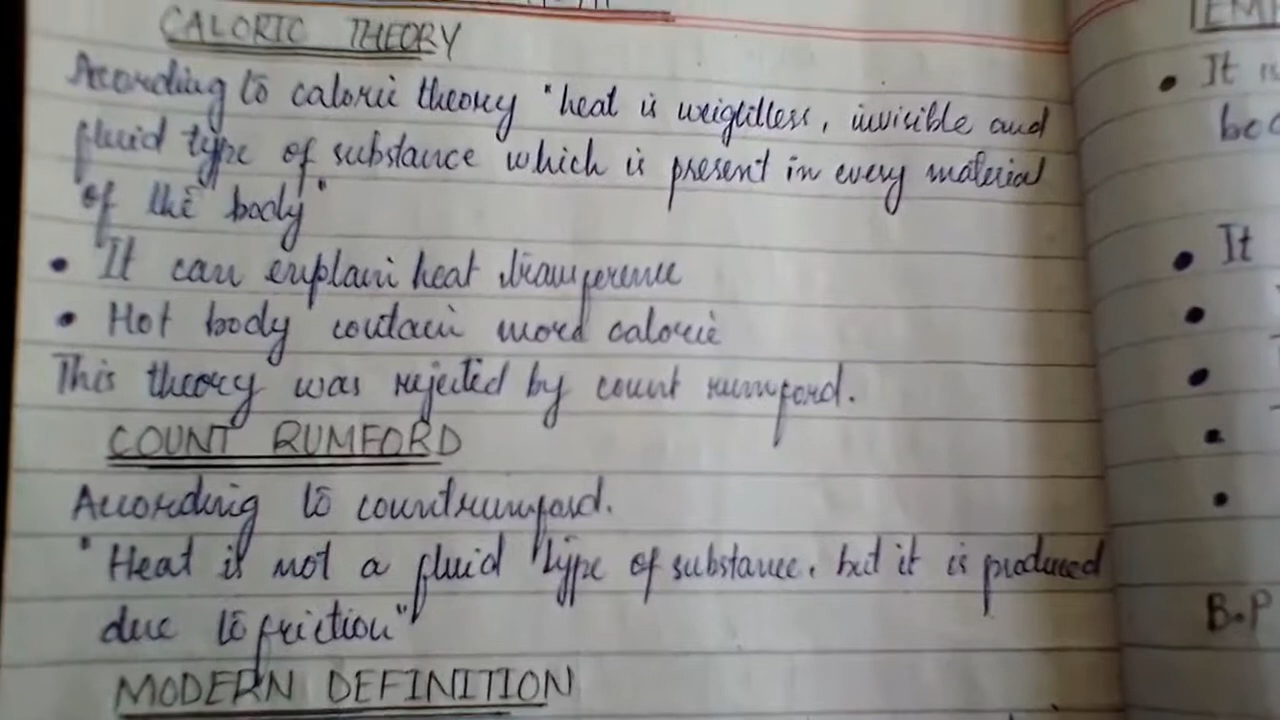 CALORIC THEORY
According to caloric theory "heat is weightless, invisible and
fluid type of substance which is present in every material
of the body"
• It can explain heat transference
• Hot body contain more caloric
This theory was rejected by count rumford.
COUNT RUMFORD
According to countrumford.
"Heat is not a fluid type of substance. but it is produced
due to friction"
MODERN DEFINITION
• It
• It
•
•
•
•
B.P